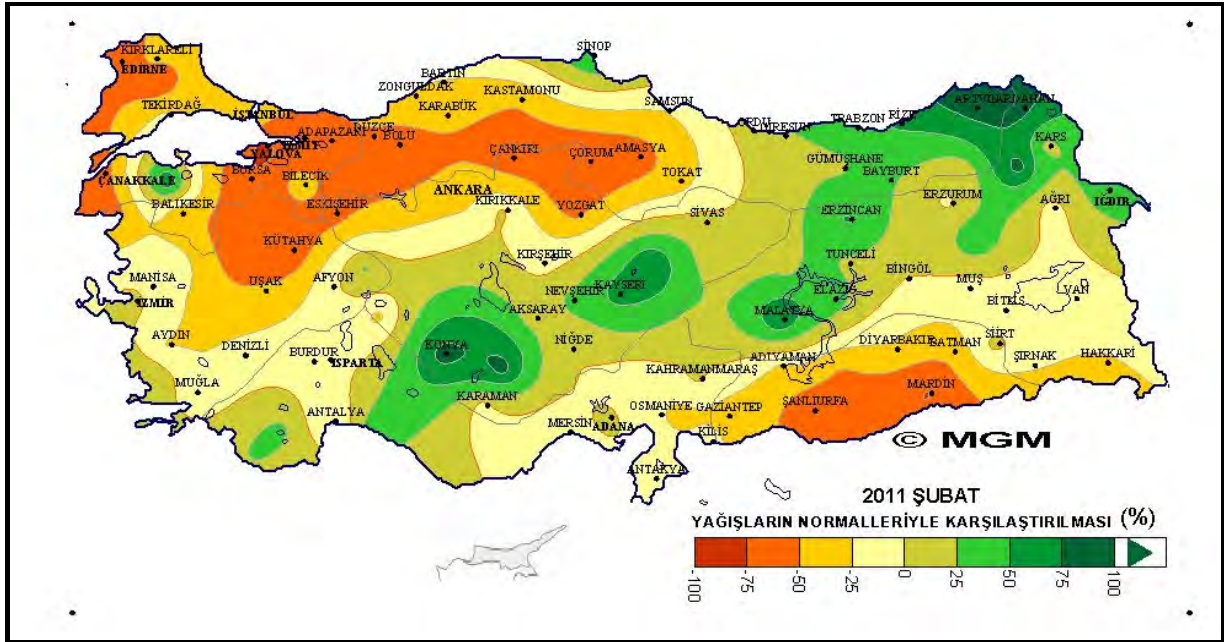 SİNOP
KIRKLARELİ
EDİRNE
BARTIN
ZONGULDAK
KASTAMONU
KARABÜK
SAMSUN
TEKİRDAĞ
İSTANBUL
ADAPAZARI
DÜZCE
BOLU
YALOVA
ÇANKIRI
ÇORUM
AMASYA
ORDU
GİRESUN
TRABZON
RİZE
ARTVİN
ARDAHAN
KARS
GÜMÜŞHANE
BAYBURT
ÇANAKKALE
BURSA
BİLECİK
ANKARA
TOKAT
BALIKESİR
ESKİŞEHİR
KIRIKKALE
YOZGAT
SİVAS
ERZİNCAN
ERZURUM
AĞRI
IĞDIR
KÜTAHYA
KIRŞEHİR
TUNCELİ
BİNGÖL
MUŞ
MANİSA
UŞAK
AFYON
NEVŞEHİR
KAYSERİ
ELAZIĞ
BİTLİS
VAN
İZMİR
AKSARAY
MALATYA
AYDIN
DENİZLİ
BURDUR
ISPARTA
KONYA
NİĞDE
ADIYAMAN
DİYARBAKIR
BATMAN
SİİRT
ŞIRNAK
HAKKARİ
MUĞLA
ANTALYA
KARAMAN
KAHRAMANMARAŞ
MERSİN
ADANA
OSMANİYE
GAZİANTEP
KİLİS
ŞANLIURFA
MARDİN
ANTAKYA
© MGM
2011 ŞUBAT
YAĞIŞLARIN NORMALLERİYLE KARŞILAŞTIRILMASI (%)
-100 -75 -50 -25 0 25 50 75 100